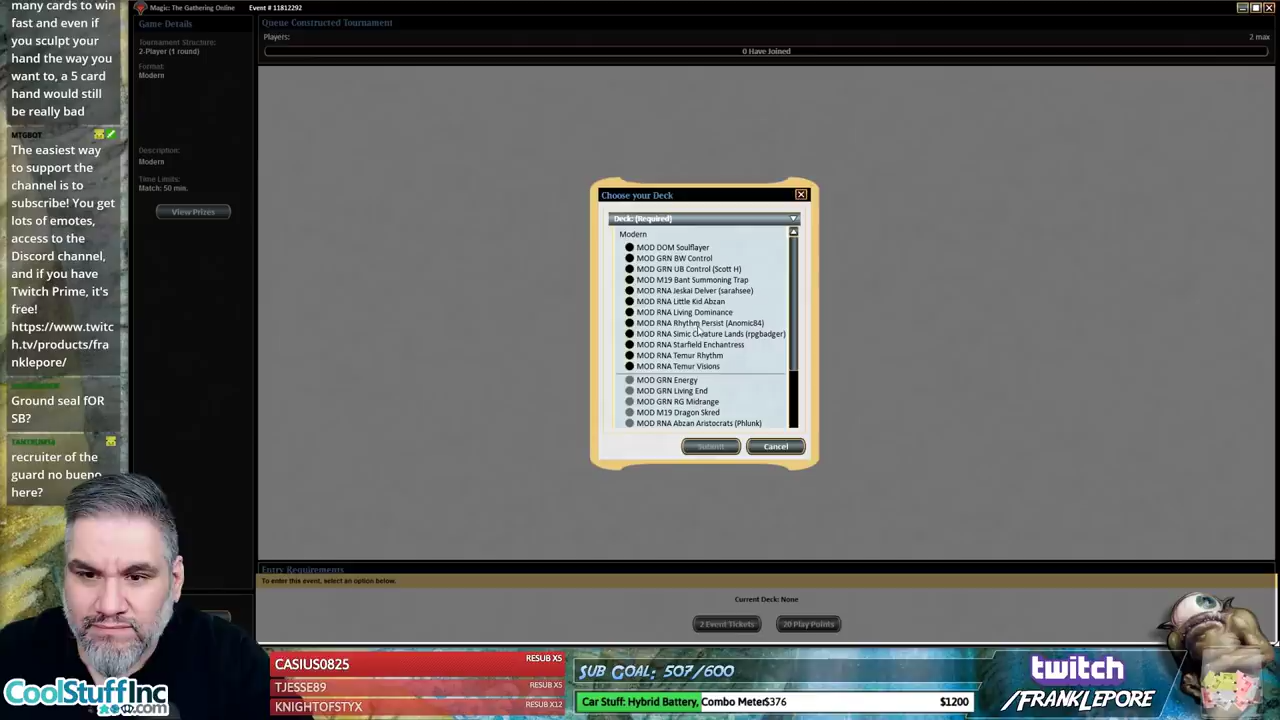 many cards to win
fast and even if
you sculpt your
hand the way you
want to, a 5 card
hand would still
be really bad
MTGBOT
The easiest way
to support the
channel is to
subscribe! You get
lots of emotes,
access to the
Discord channel,
and if you have
Twitch Prime, it's
free!
https://www.twitc
h.tv/products/fra
nklepore/
Ground seal fOR
SB?
recruiter of the
guard no bueno
here?
Magic: The Gathering Online
Event # 11812292
Game Details
Tournament Structure:
2-Player (1 round)
Format:
Modern
Description:
Modern
Time Limits:
Match: 50 min.
View Prizes
Queue Constructed Tournament
Players:
2 max
0 Have Joined
Choose your Deck
Deck: (Required)
Modern
MOD DOM Soulflayer
MOD GRN BW Control
MOD GRN UB Control (Scott H)
MOD M19 Bant Summoning Trap
MOD RNA Jeskai Delver (sarahsee)
MOD RNA Little Kid Abzan
MOD RNA Living Dominance
MOD RNA Rhythm Persist (Anomic84)
MOD RNA Simic Creature Lands (rpgbadger)
MOD RNA Starfield Enchantress
MOD RNA Temur Rhythm
MOD RNA Temur Visions
MOD GRN Energy
MOD GRN Living End
MOD GRN RG Midrange
MOD M19 Dragon Skred
MOD RNA Abzan Aristocrats (Phlunk)
Submit
Cancel
Entry Requirements
To enter this event, select an option below.
Current Deck: None
2 Event Tickets
20 Play Points
CASIUS0825 RESUB X5
TJESSE89 RESUB X5
KNIGHTOFSTYX RESUB X12
SUB GOAL: 507/600
Car Stuff: Hybrid Battery, Combo Meter$376
$1200
twitch
/FRANKLEPORE
CoolStuffInc
.com